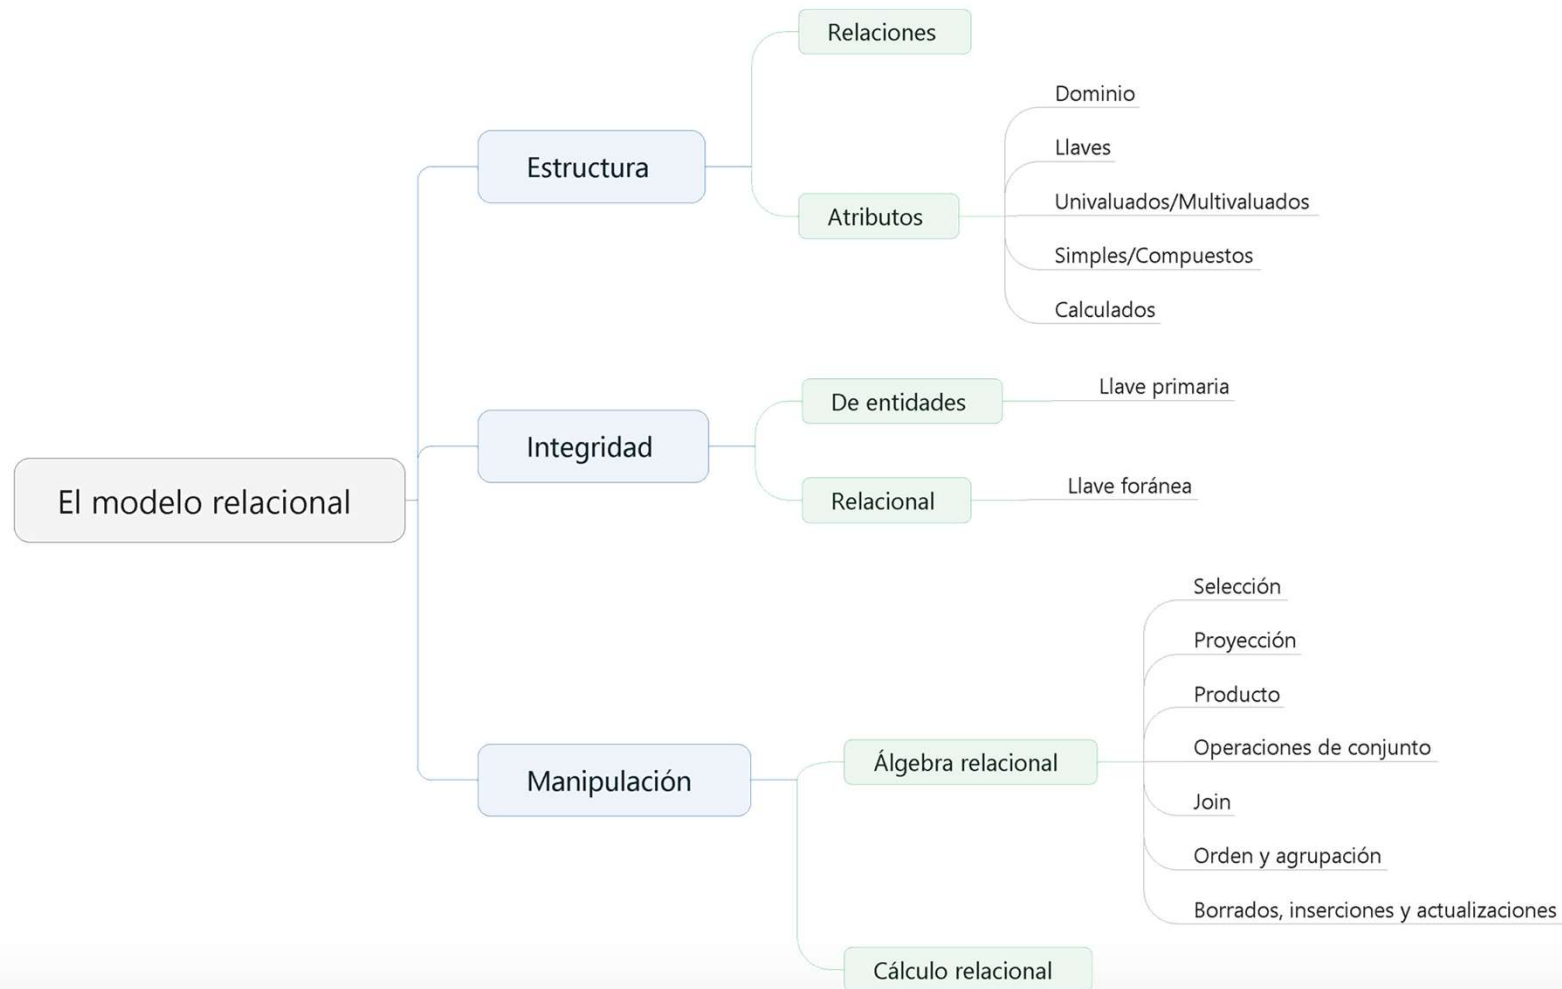 El modelo relacional
Estructura
Relaciones
Atributos
Dominio
Llaves
Univaluados/Multivaluados
Simples/Compuestos
Calculados
Integridad
De entidades
Llave primaria
Relacional
Llave foránea
Manipulación
Álgebra relacional
Selección
Proyección
Producto
Operaciones de conjunto
Join
Orden y agrupación
Borrados, inserciones y actualizaciones
Cálculo relacional